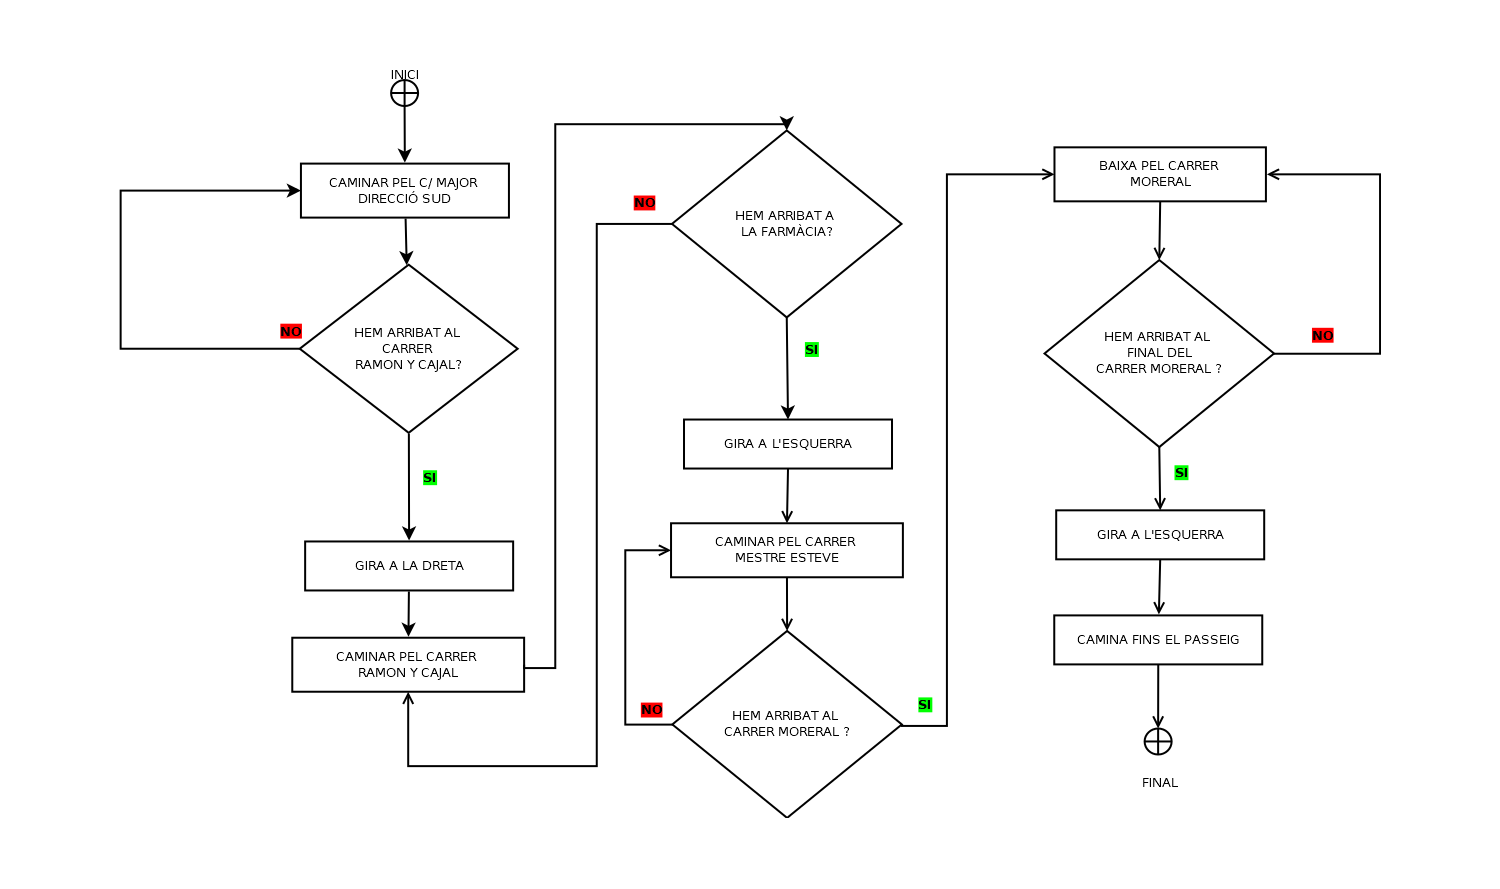 INICI
CAMINAR PEL C/ MAJOR
DIRECCIÓ SUD
HEM ARRIBAT AL
CARRER
RAMON Y CAJAL?
NO
SI
GIRA A LA DRETA
CAMINAR PEL CARRER
RAMON Y CAJAL
HEM ARRIBAT A
LA FARMÀCIA?
NO
SI
GIRA A L'ESQUERRA
CAMINAR PEL CARRER
MESTRE ESTEVE
HEM ARRIBAT AL
CARRER MORERAL ?
NO
SI
BAIXA PEL CARRER
MORERAL
HEM ARRIBAT AL
FINAL DEL
CARRER MORERAL ?
NO
SI
GIRA A L'ESQUERRA
CAMINA FINS EL PASSEIG
FINAL